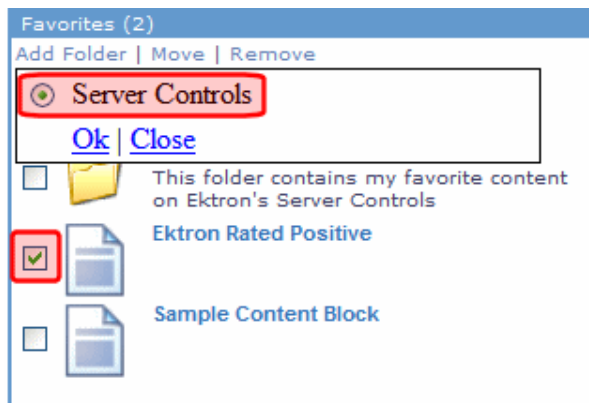 Favorites (2)
Add Folder | Move | Remove
Server Controls
Ok | Close
This folder contains my favorite content
on Ektron's Server Controls
Ektron Rated Positive
Sample Content Block